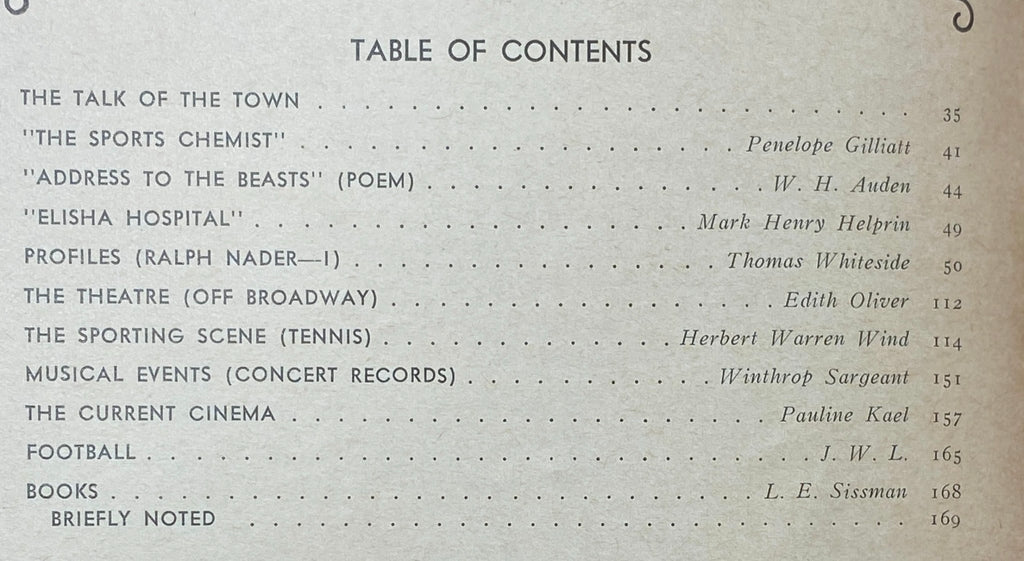 TABLE OF CONTENTS
THE TALK OF THE TOWN . . . . . . . . . . . . . . . . . . . . . . . . . 35
"THE SPORTS CHEMIST" . . . . . . . . . . . . . . . . . . Penelope Gilliatt 41
"ADDRESS TO THE BEASTS" (POEM) . . . . . . . . . . . . . . W. H. Auden 44
"ELISHA HOSPITAL" . . . . . . . . . . . . . . . . . . Mark Henry Helprin 49
PROFILES (RALPH NADER—I) . . . . . . . . . . . . . . . Thomas Whiteside 50
THE THEATRE (OFF BROADWAY) . . . . . . . . . . . . . . . . Edith Oliver 112
THE SPORTING SCENE (TENNIS) . . . . . . . . . . . . Herbert Warren Wind 114
MUSICAL EVENTS (CONCERT RECORDS) . . . . . . . . . . Winthrop Sargeant 151
THE CURRENT CINEMA . . . . . . . . . . . . . . . . . . . . Pauline Kael 157
FOOTBALL . . . . . . . . . . . . . . . . . . . . . . . . . . . J. W. L. 165
BOOKS . . . . . . . . . . . . . . . . . . . . . . . . . . L. E. Sissman 168
BRIEFLY NOTED . . . . . . . . . . . . . . . . . . . . . . . . . . . 169